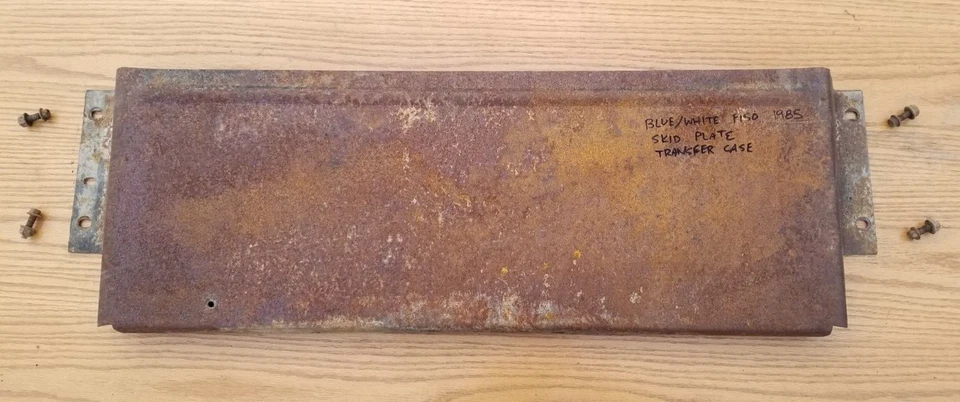 BLUE/WHITE F150 1985
SKID PLATE
TRANSFER CASE